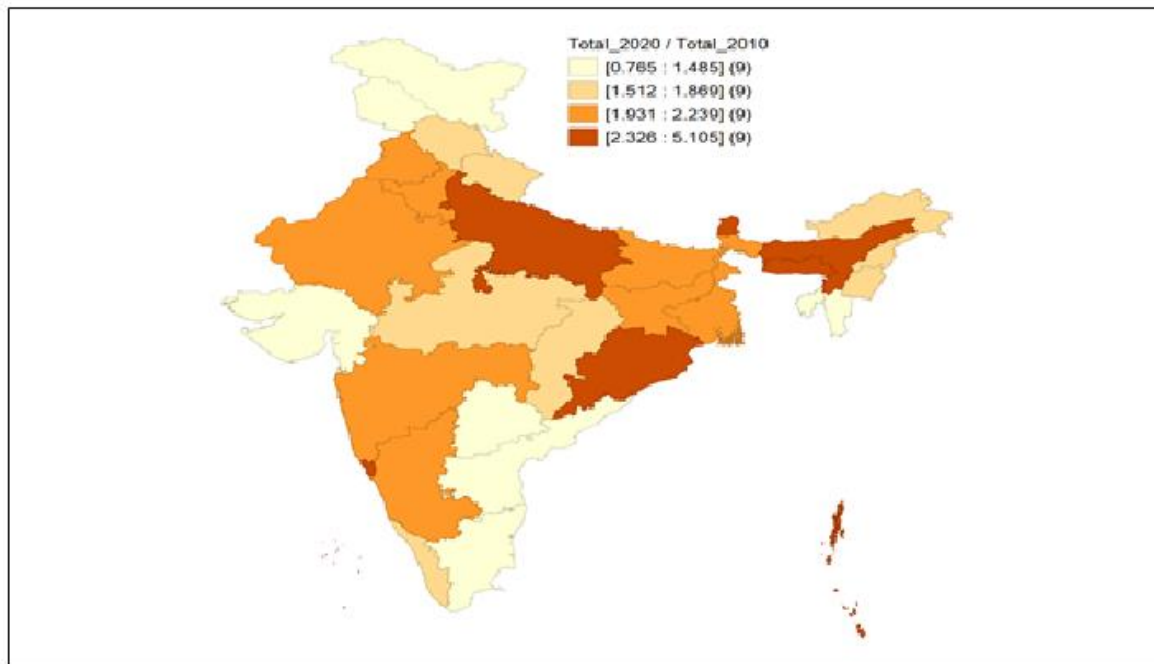 Total_2020 / Total_2010
[0.765 : 1.485] (9)
[1.512 : 1.869] (9)
[1.931 : 2.239] (9)
[2.326 : 5.105] (9)